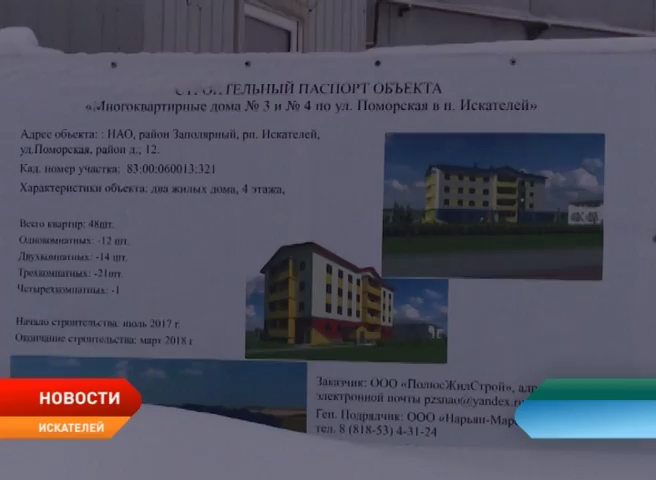 СТРОИТЕЛЬНЫЙ ПАСПОРТ ОБЪЕКТА
«Многоквартирные дома № 3 и № 4 по ул. Поморская в п. Искателей»
Адрес объекта: : НАО, район Заполярный, рп. Искателей,
ул.Поморская, район д., 12.
Кад. номер участка: 83:00:060013:321
Характеристики объекта: два жилых дома, 4 этажа,
Всего квартир: 48шт.
Однокомнатных: -12 шт.
Двухкомнатных: -14 шт.
Трехкомнатных: -21шт.
Четырехкомнатных: -1
Начало строительства: июль 2017 г.
Окончание строительства: март 2018 г
Заказчик: ООО «ПолюсЖилСтрой», адр
электронной почты pzsnao@yandex.ru
Ген. Подрядчик: ООО «Нарьян-Мар
тел. 8 (818-53) 4-31-24
НОВОСТИ
ИСКАТЕЛЕЙ